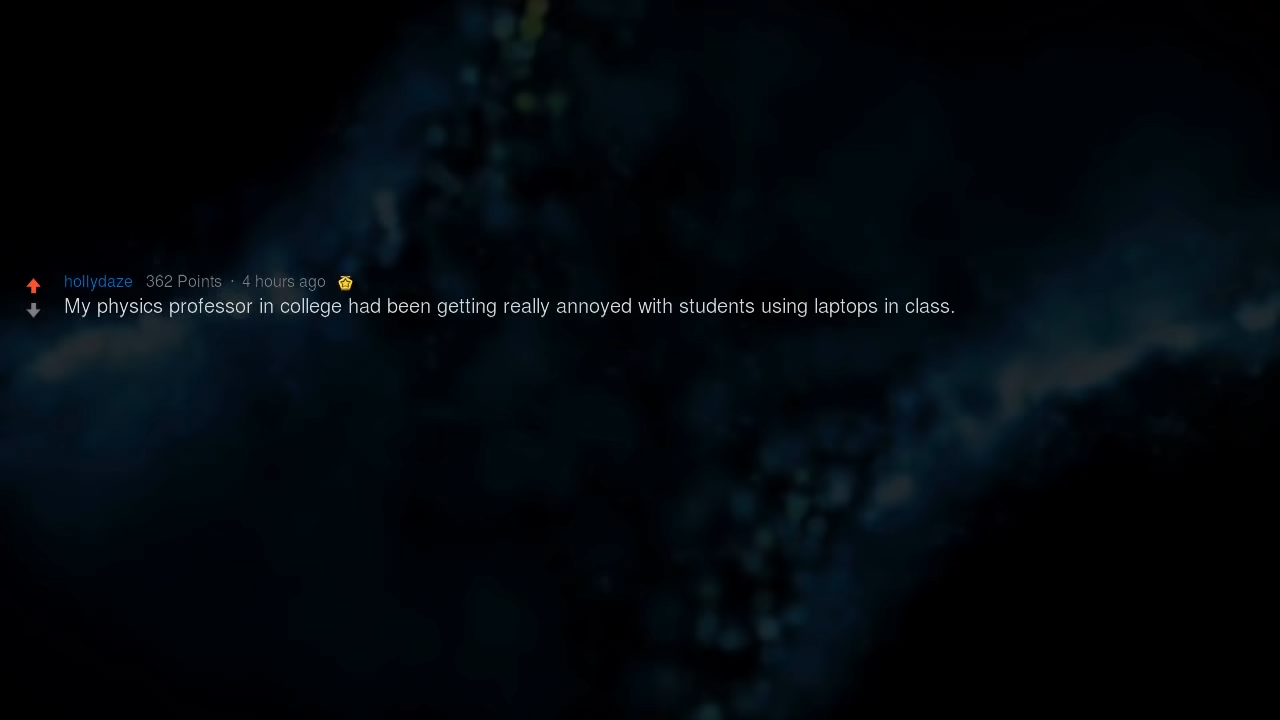 hollydaze 362 Points · 4 hours ago
My physics professor in college had been getting really annoyed with students using laptops in class.